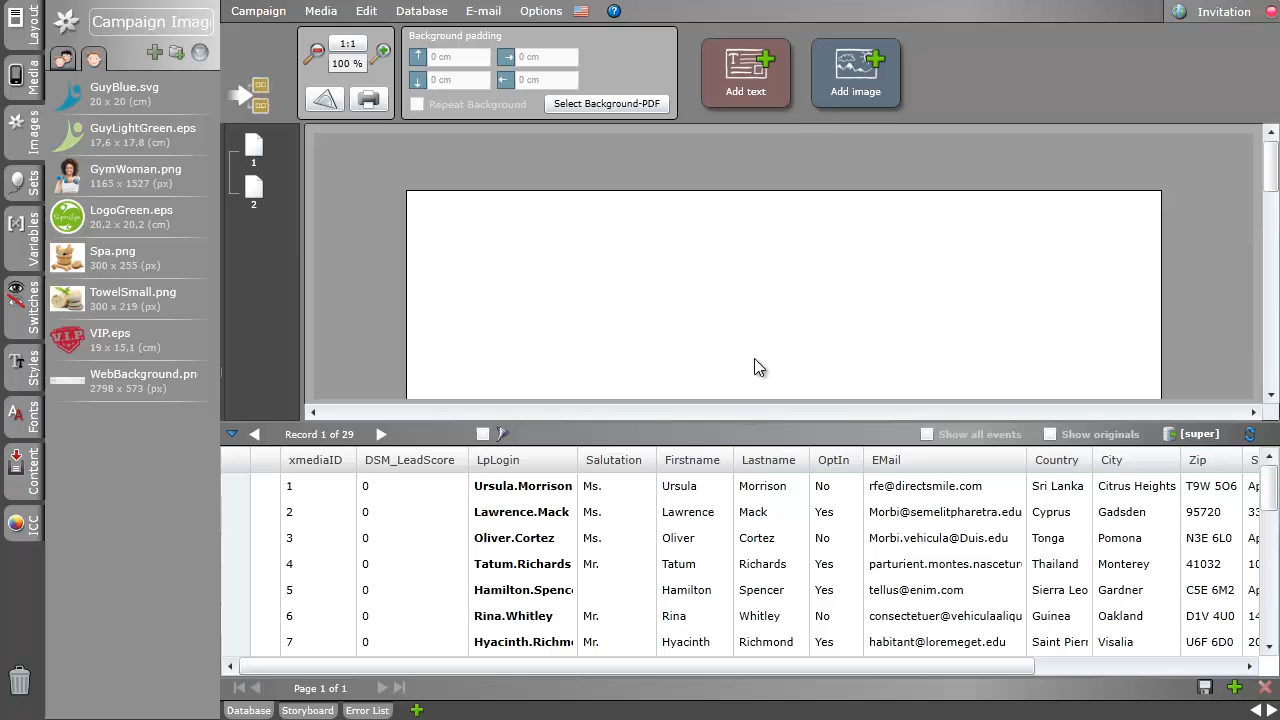 Campaign Media Edit Database E-mail Options Invitation
Layout
Media
Images
Sets
Variables
Switches
Styles
Fonts
Content
ICC
Campaign Imag
GuyBlue.svg
20 x 20 (cm)
GuyLightGreen.eps
17,6 x 17,8 (cm)
GymWoman.png
1165 x 1527 (px)
LogoGreen.eps
20,2 x 20,2 (cm)
Spa.png
300 x 255 (px)
TowelSmall.png
300 x 219 (px)
VIP.eps
19 x 15,1 (cm)
WebBackground.pn
2798 x 573 (px)
1:1
100 %
Background padding
0 cm 0 cm
0 cm 0 cm
Repeat Background Select Background-PDF
Add text
Add image
1
2
Record 1 of 29 Show all events Show originals [super]
xmediaID DSM_LeadScore LpLogin Salutation Firstname Lastname OptIn EMail Country City Zip S
1 0 Ursula.Morrison Ms. Ursula Morrison No rfe@directsmile.com Sri Lanka Citrus Heights T9W 5O6 Ap
2 0 Lawrence.Mack Ms. Lawrence Mack Yes Morbi@semelitpharetra.edu Cyprus Gadsden 95720 33
3 0 Oliver.Cortez Ms. Oliver Cortez No Morbi.vehicula@Duis.edu Tonga Pomona N3E 6L0 Ap
4 0 Tatum.Richards Mr. Tatum Richards Yes parturient.montes.nascetur Thailand Monterey 41032 10
5 0 Hamilton.Spenc Hamilton Spencer Yes tellus@enim.com Sierra Leo Gardner C5E 6M2 Ap
6 0 Rina.Whitley Mr. Rina Whitley No consectetuer@vehiculaaliqu Guinea Oakland D1V 4U0 14
7 0 Hyacinth.Richm Mr. Hyacinth Richmond Yes habitant@loremeget.edu Saint Pierr Visalia U6F 6D0 20
Page 1 of 1
Database Storyboard Error List